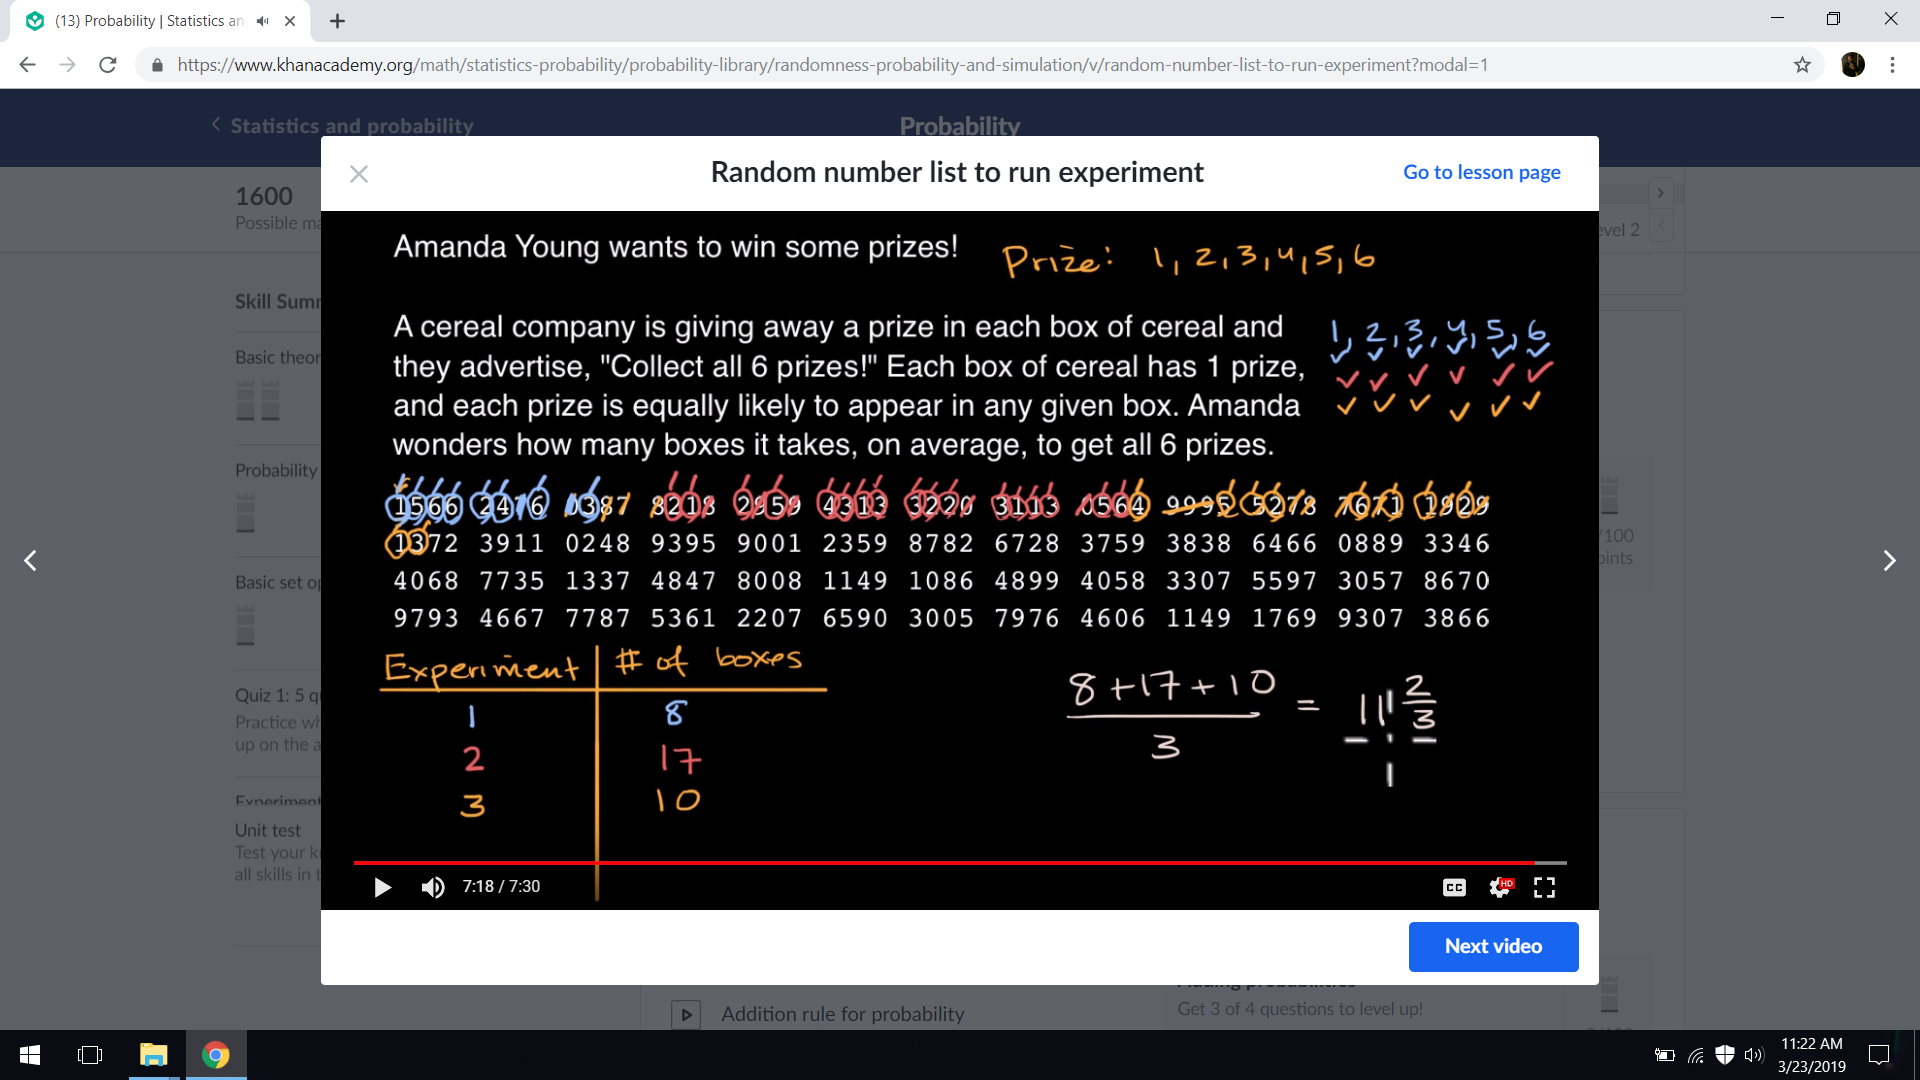 (13) Probability | Statistics an
https://www.khanacademy.org/math/statistics-probability/probability-library/randomness-probability-and-simulation/v/random-number-list-to-run-experiment?modal=1
Statistics and probability
Probability
Random number list to run experiment
Go to lesson page
1600
Possible ma
evel 2
Skill Summ
Basic theor
Probability
Basic set op
Quiz 1: 5 q
Practice wh
up on the a
Experiment
Unit test
Test your k
all skills in t
Amanda Young wants to win some prizes!
Prize: 1, 2, 3, 4, 5, 6
A cereal company is giving away a prize in each box of cereal and
they advertise, "Collect all 6 prizes!" Each box of cereal has 1 prize,
and each prize is equally likely to appear in any given box. Amanda
wonders how many boxes it takes, on average, to get all 6 prizes.
1, 2, 3, 4, 5, 6
1566 2416 0387 8218 2959 4313 3220 3113 0564 9995 5278 7671 1929
1372 3911 0248 9395 9001 2359 8782 6728 3759 3838 6466 0889 3346
4068 7735 1337 4847 8008 1149 1086 4899 4058 3307 5597 3057 8670
9793 4667 7787 5361 2207 6590 3005 7976 4606 1149 1769 9307 3866
Experiment # of boxes
1 8
2 17
3 10
8+17+10 / 3 = 11 2/3
7:18 / 7:30
CC
HD
/100
oints
Next video
Addition rule for probability
Adding probabilities
Get 3 of 4 questions to level up!
11:22 AM
3/23/2019